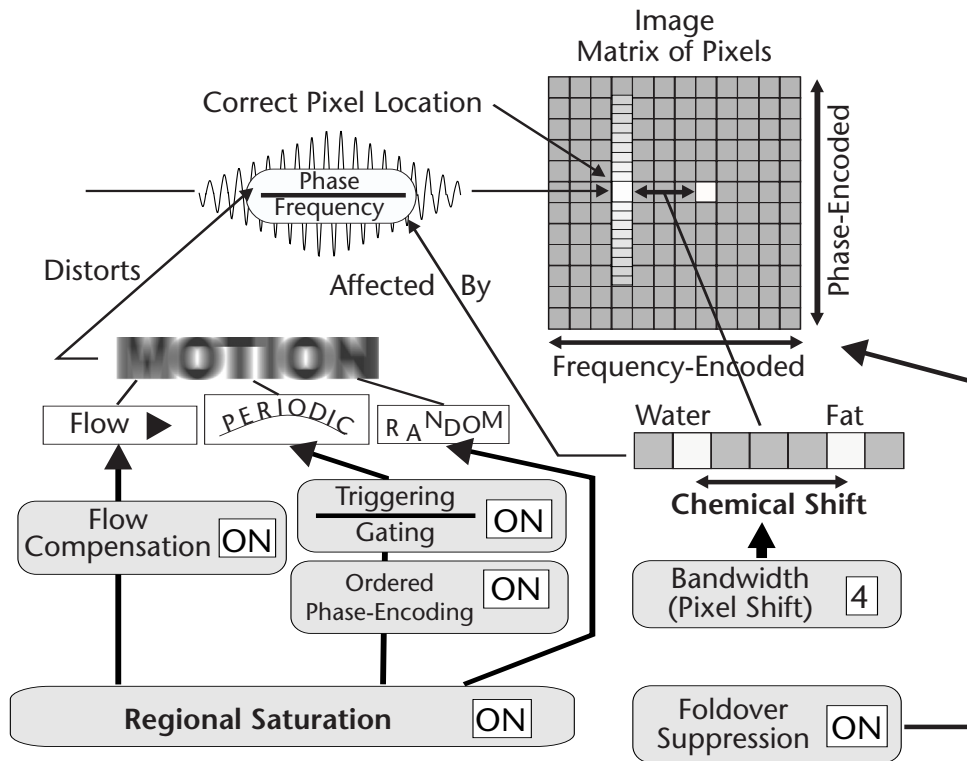 Image
Matrix of Pixels
Correct Pixel Location
Phase
Frequency
Phase-Encoded
Distorts
Affected By
MOTION
Frequency-Encoded
Flow
PERIODIC
RANDOM
Water Fat
Chemical Shift
Flow
Compensation ON
Triggering
Gating
ON
Ordered
Phase-Encoding
ON
Bandwidth
(Pixel Shift)
4
Regional Saturation ON
Foldover
Suppression
ON